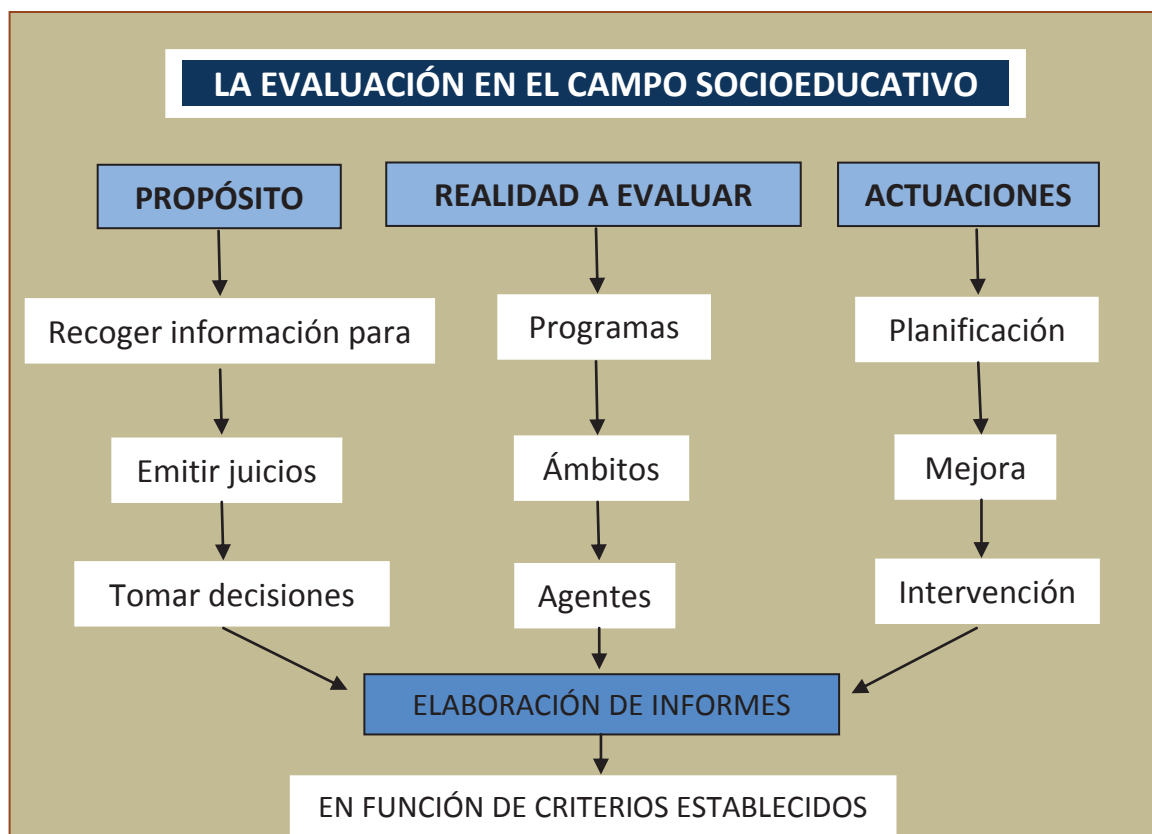 LA EVALUACIÓN EN EL CAMPO SOCIOEDUCATIVO
PROPÓSITO
Recoger información para
Emitir juicios
Tomar decisiones
REALIDAD A EVALUAR
Programas
Ámbitos
Agentes
ACTUACIONES
Planificación
Mejora
Intervención
ELABORACIÓN DE INFORMES
EN FUNCIÓN DE CRITERIOS ESTABLECIDOS